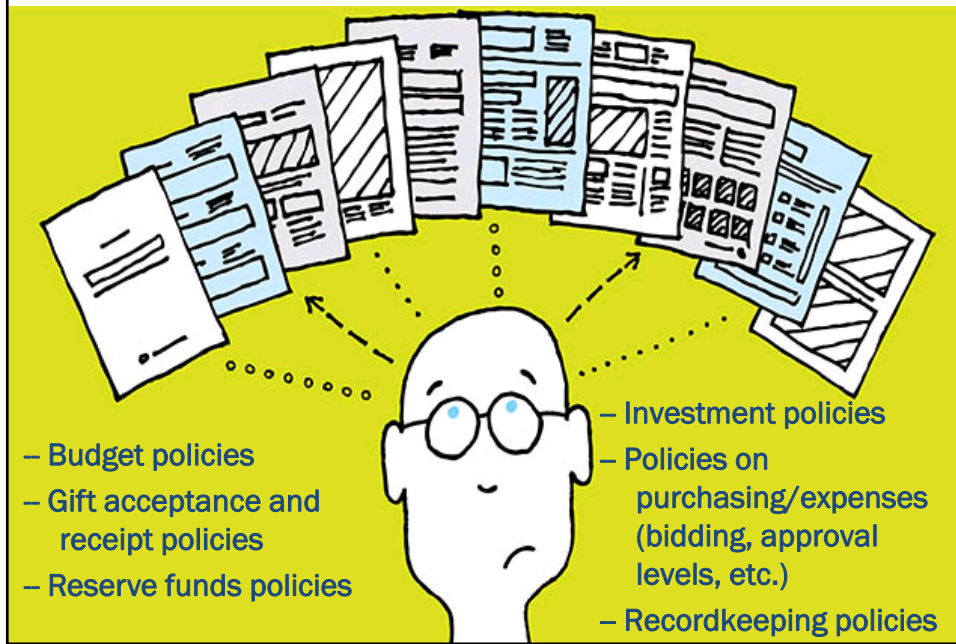 – Budget policies
– Gift acceptance and
receipt policies
– Reserve funds policies
– Investment policies
– Policies on
purchasing/expenses
(bidding, approval
levels, etc.)
– Recordkeeping policies